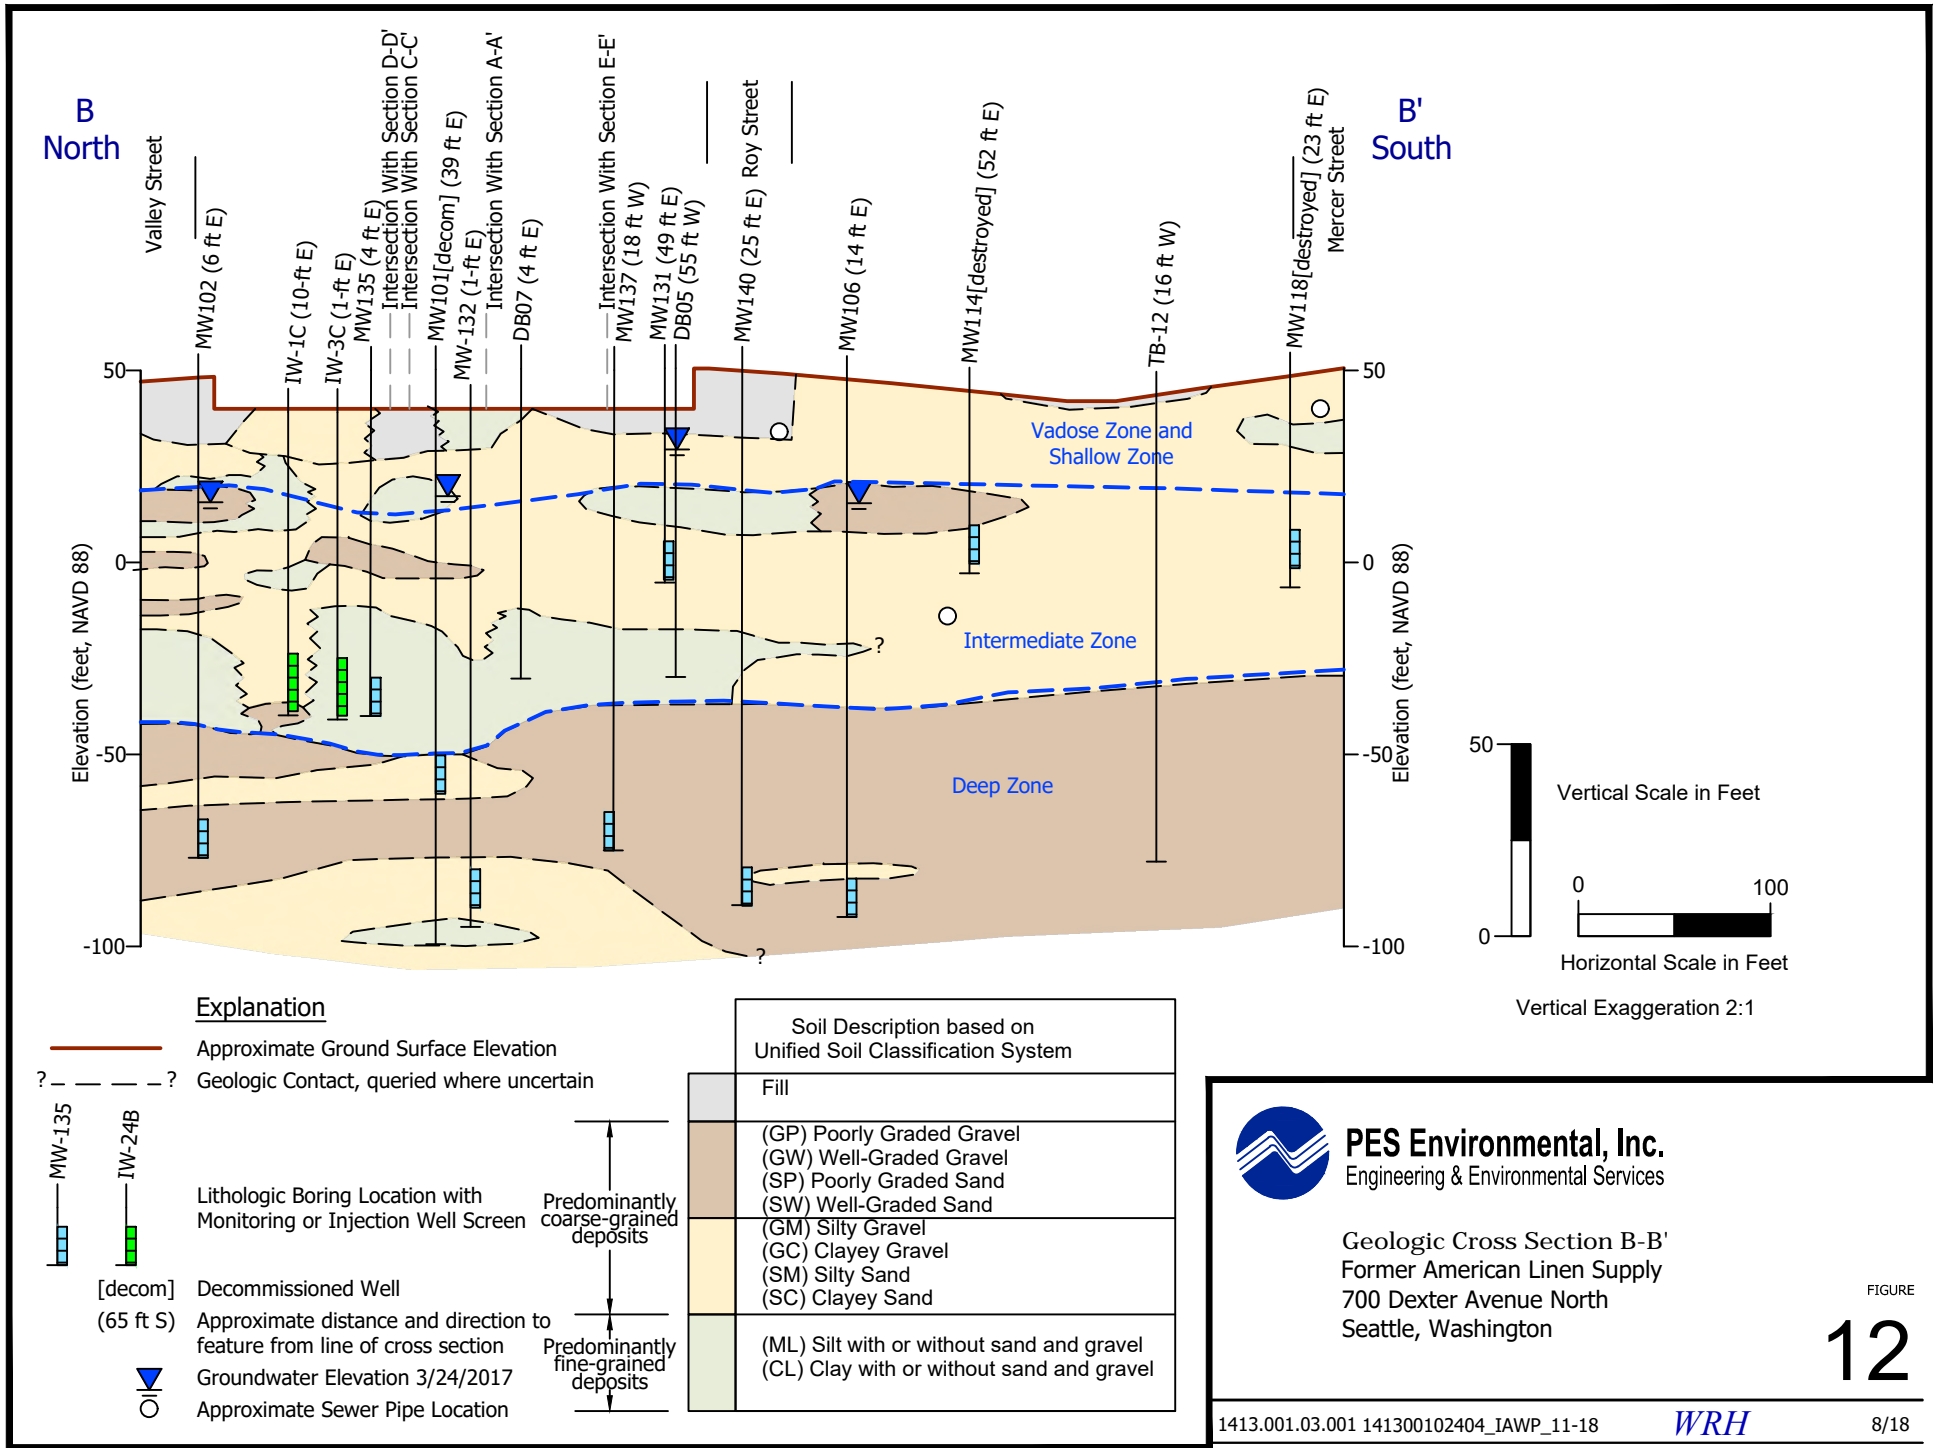 B
North
Valley Street
MW102 (6 ft E)
IW-1C (10-ft E)
IW-3C (1-ft E)
MW135 (4 ft E)
Intersection With Section D-D'
Intersection With Section C-C'
MW101[decom] (39 ft E)
MW-132 (1-ft E)
Intersection With Section A-A'
DB07 (4 ft E)
Intersection With Section E-E'
MW137 (18 ft W)
MW131 (49 ft E)
DB05 (55 ft W)
MW140 (25 ft E)
Roy Street
MW106 (14 ft E)
MW114[destroyed] (52 ft E)
TB-12 (16 ft W)
MW118[destroyed] (23 ft E)
Mercer Street
B'
South
50
0
-50
-100
Elevation (feet, NAVD 88)
Vadose Zone and
Shallow Zone
Intermediate Zone
Deep Zone
?
?
50
0
-50
-100
Elevation (feet, NAVD 88)
50
0
Vertical Scale in Feet
0
100
Horizontal Scale in Feet
Vertical Exaggeration 2:1
Explanation
Approximate Ground Surface Elevation
? ?
Geologic Contact, queried where uncertain
MW-135
IW-24B
Lithologic Boring Location with
Monitoring or Injection Well Screen
[decom] Decommissioned Well
(65 ft S) Approximate distance and direction to
feature from line of cross section
Groundwater Elevation 3/24/2017
Approximate Sewer Pipe Location
Predominantly
coarse-grained
deposits
Predominantly
fine-grained
deposits
Soil Description based on
Unified Soil Classification System
Fill
(GP) Poorly Graded Gravel
(GW) Well-Graded Gravel
(SP) Poorly Graded Sand
(SW) Well-Graded Sand
(GM) Silty Gravel
(GC) Clayey Gravel
(SM) Silty Sand
(SC) Clayey Sand
(ML) Silt with or without sand and gravel
(CL) Clay with or without sand and gravel
PES Environmental, Inc.
Engineering & Environmental Services
Geologic Cross Section B-B'
Former American Linen Supply
700 Dexter Avenue North
Seattle, Washington
FIGURE
12
1413.001.03.001 141300102404_IAWP_11-18
WRH
8/18